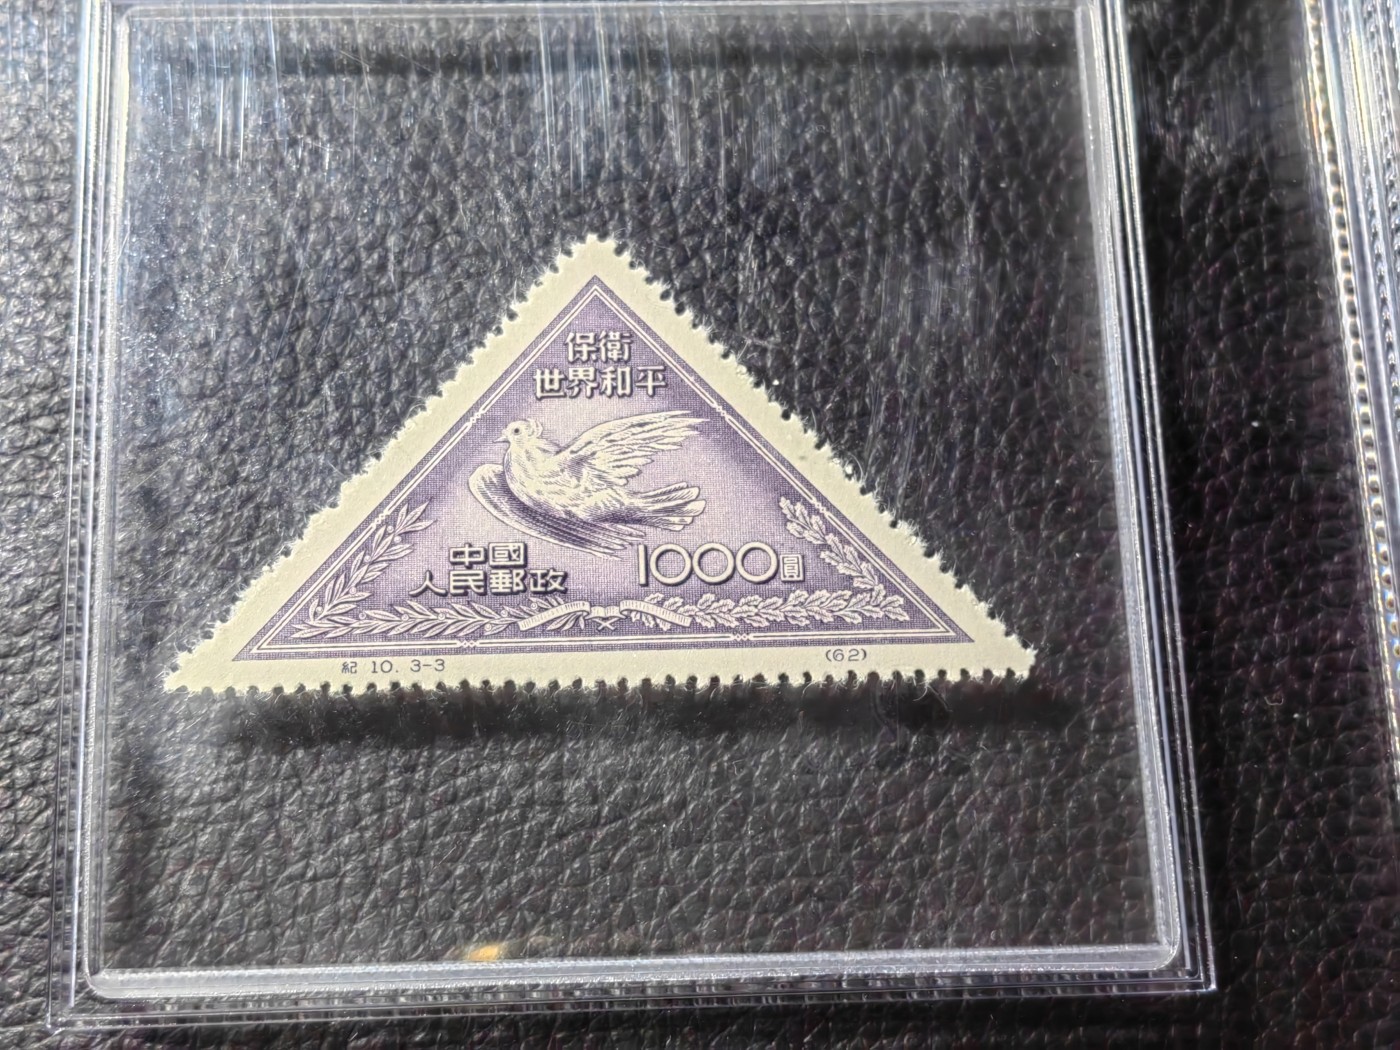 保衛
世界和平
中國
人民郵政
1000圓
紀 10. 3-3
(62)